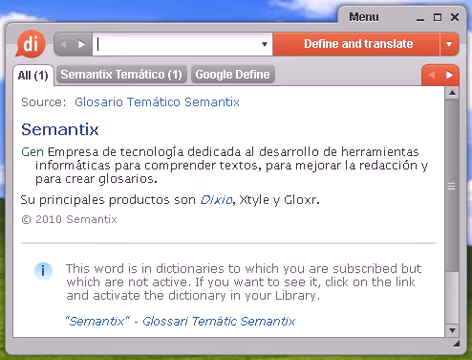 Menu
di
Define and translate
All (1)
Semantix Temático (1)
Google Define
Source: Glosario Temático Semantix
Semantix
Gen Empresa de tecnología dedicada al desarrollo de herramientas
informáticas para comprender textos, para mejorar la redacción y
para crear glosarios.
Su principales producto son Dixio, Xtyle y Gloxr.
© 2010 Semantix
i
This word is in dictionaries to which you are subscribed but
which are not active. If you want to see it, click on the link
and activate the dictionary in your Library.
"Semantix" - Glossari Temàtic Semantix